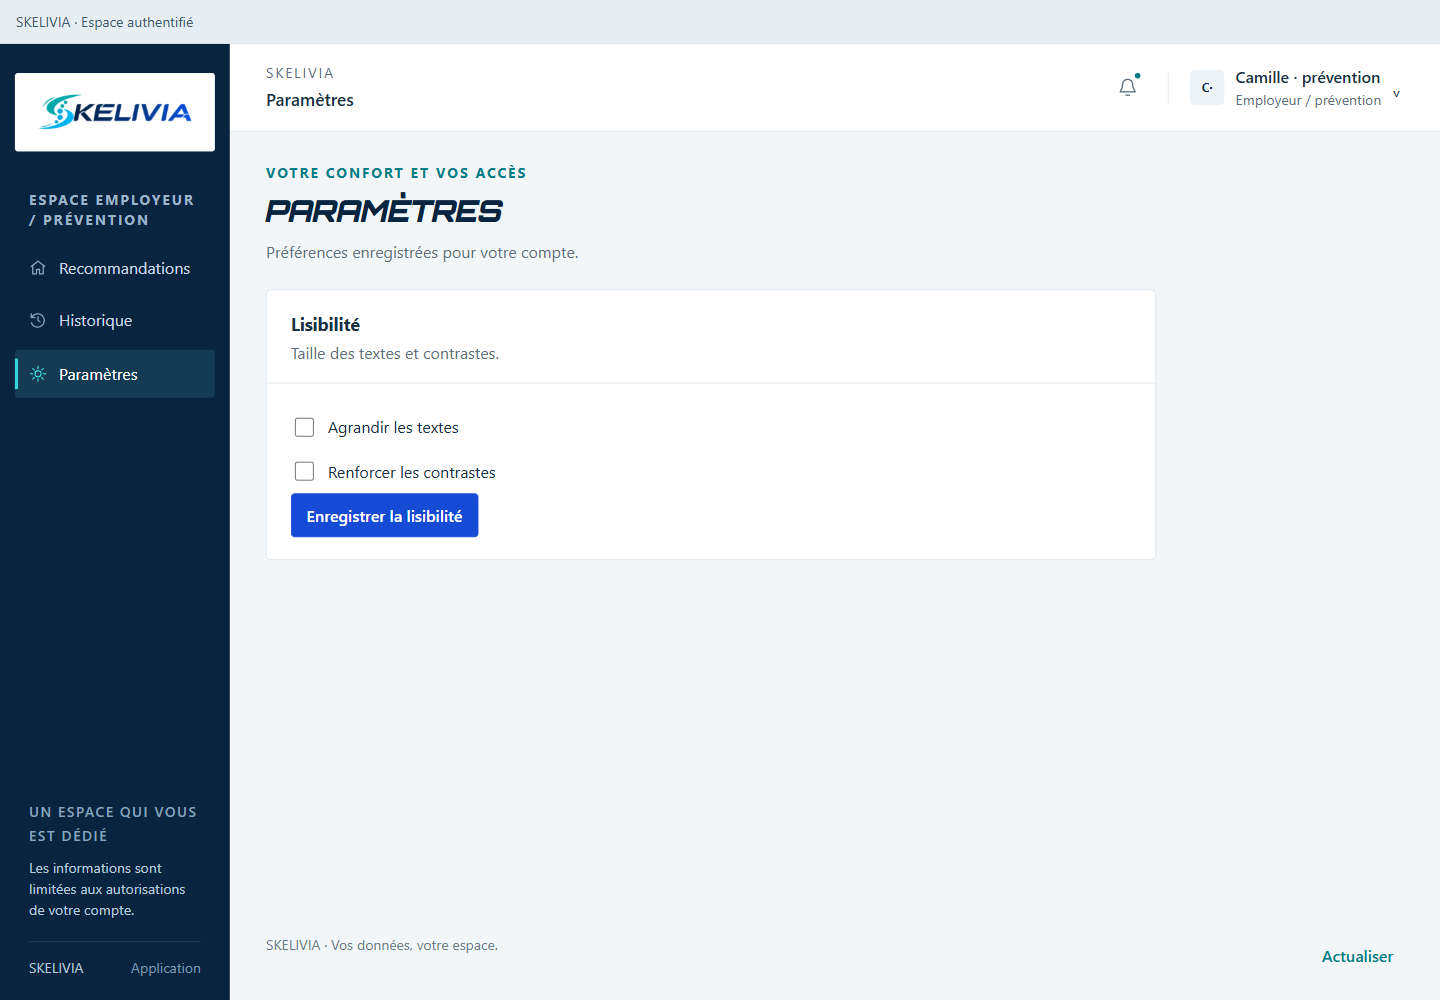 SKELIVIA · Espace authentifié
SKELIVIA
ESPACE EMPLOYEUR
/ PRÉVENTION
Recommandations
Historique
Paramètres
UN ESPACE QUI VOUS
EST DÉDIÉ
Les informations sont
limitées aux autorisations
de votre compte.
SKELIVIA Application
SKELIVIA
Paramètres
C·
Camille · prévention
Employeur / prévention
v
VOTRE CONFORT ET VOS ACCÈS
PARAMÈTRES
Préférences enregistrées pour votre compte.
Lisibilité
Taille des textes et contrastes.
Agrandir les textes
Renforcer les contrastes
Enregistrer la lisibilité
SKELIVIA · Vos données, votre espace.
Actualiser